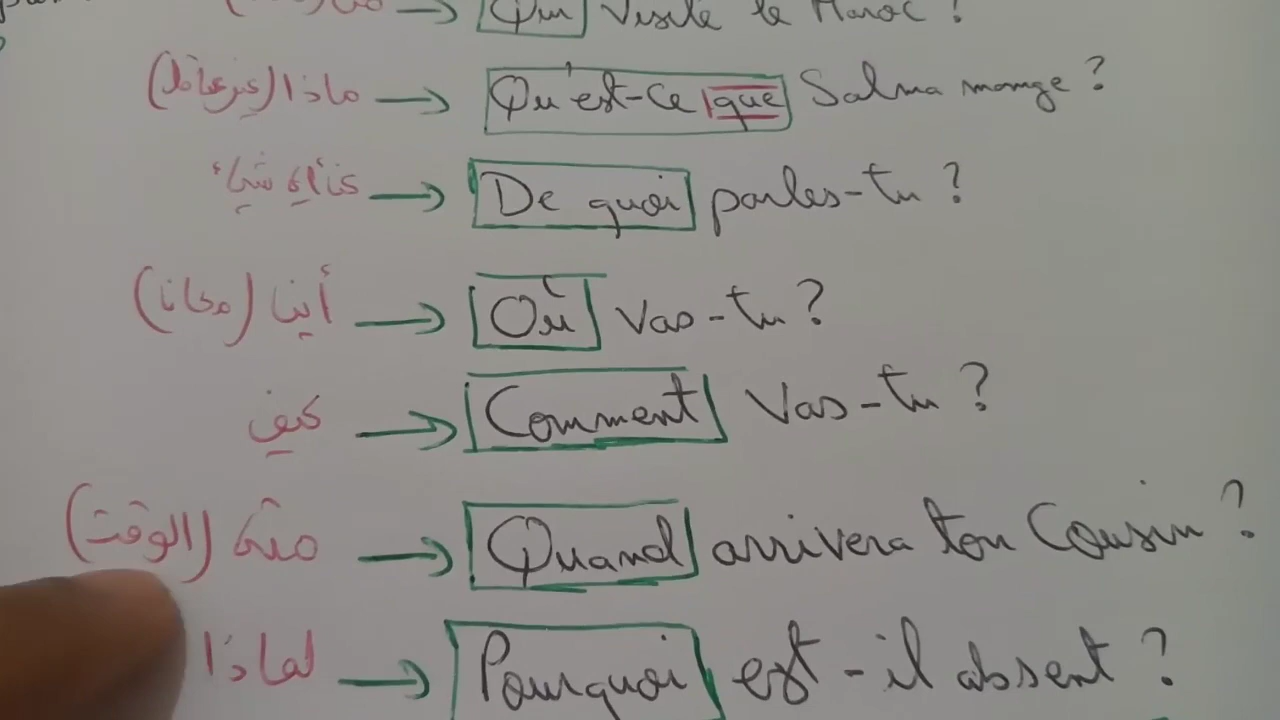 Qui visite le Maroc ?
ماذا (غير عاقل) → Qu'est-ce que Salma mange ?
عن أي شيء → De quoi parles-tu ?
أين (مكان) → Où vas-tu ?
كيف → Comment vas-tu ?
متى (الوقت) → Quand arrivera ton Cousin ?
لماذا → Pourquoi est-il absent ?